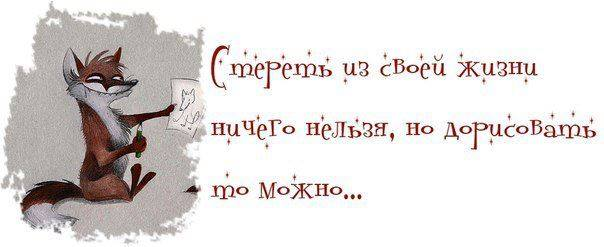 Стереть из своей жизни
ничего нельзя, но дорисовать
то можно...